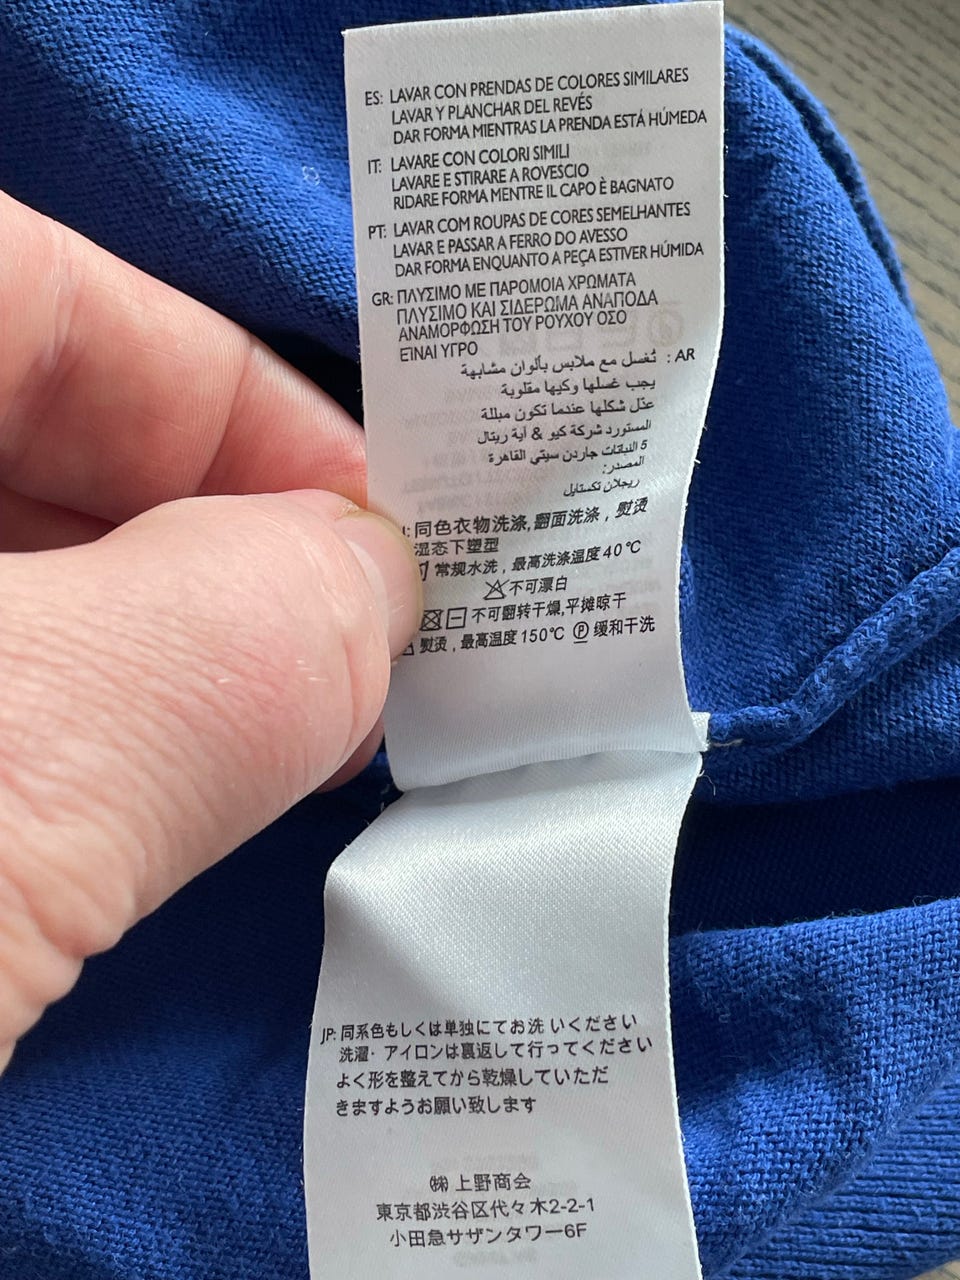 ES: LAVAR CON PRENDAS DE COLORES SIMILARES
LAVAR Y PLANCHAR DEL REVÉS
DAR FORMA MIENTRAS LA PRENDA ESTÁ HÚMEDA
IT: LAVARE CON COLORI SIMILI
LAVARE E STIRARE A ROVESCIO
RIDARE FORMA MENTRE IL CAPO È BAGNATO
PT: LAVAR COM ROUPAS DE CORES SEMELHANTES
LAVAR E PASSAR A FERRO DO AVESSO
DAR FORMA ENQUANTO A PEÇA ESTIVER HÚMIDA
GR: ΠΛΥΣΙΜΟ ΜΕ ΠΑΡΟΜΟΙΑ ΧΡΩΜΑΤΑ
ΠΛΥΣΙΜΟ ΚΑΙ ΣΙΔΕΡΩΜΑ ΑΝΑΠΟΔΑ
ΑΝΑΜΟΡΦΩΣΗ ΤΟΥ ΡΟΥΧΟΥ ΟΣΟ
ΕΊΝΑΙ ΥΓΡΟ
AR : تُغسل مع ملابس بألوان مشابهة
يجب غسلها وكيها مقلوبة
عدّل شكلها عندما تكون مبللة
المستورد شركة كيو & أية ريتال
5 النباتات جاردن سيتي القاهرة
المصدر:
ريجلان تكستايل
: 同色衣物洗涤, 翻面洗涤，熨烫
湿态下塑型
常规水洗，最高洗涤温度40℃
不可漂白
不可翻转干燥,平摊晾干
熨烫，最高温度150℃ Ⓟ 缓和干洗
JP: 同系色もしくは単独にてお洗いください
洗濯・アイロンは裏返して行ってください
よく形を整えてから乾燥していただ
きますようお願い致します
㈱ 上野商会
東京都渋谷区代々木2-2-1
小田急サザンタワー6F